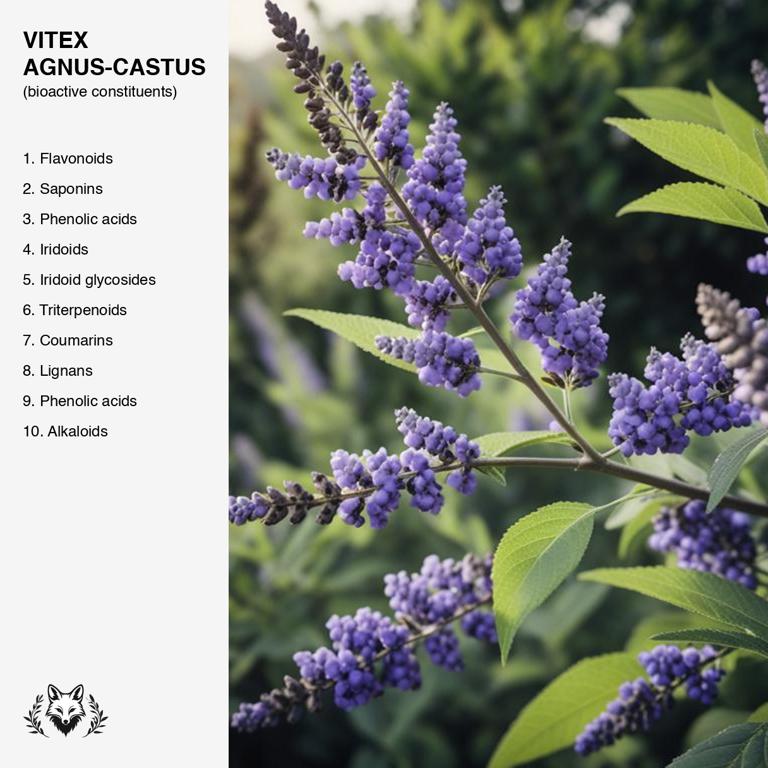 VITEX
AGNUS-CASTUS
(bioactive constituents)
1. Flavonoids
2. Saponins
3. Phenolic acids
4. Iridoids
5. Iridoid glycosides
6. Triterpenoids
7. Coumarins
8. Lignans
9. Phenolic acids
10. Alkaloids